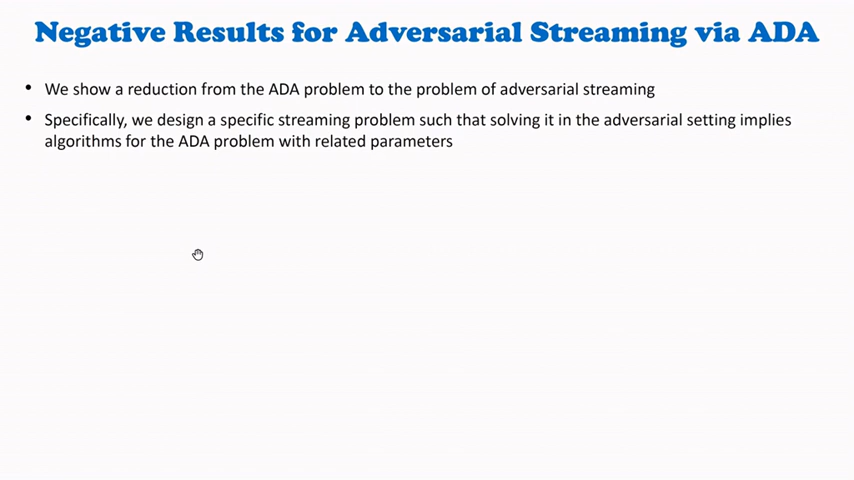 Negative Results for Adversarial Streaming via ADA
• We show a reduction from the ADA problem to the problem of adversarial streaming
• Specifically, we design a specific streaming problem such that solving it in the adversarial setting implies
algorithms for the ADA problem with related parameters